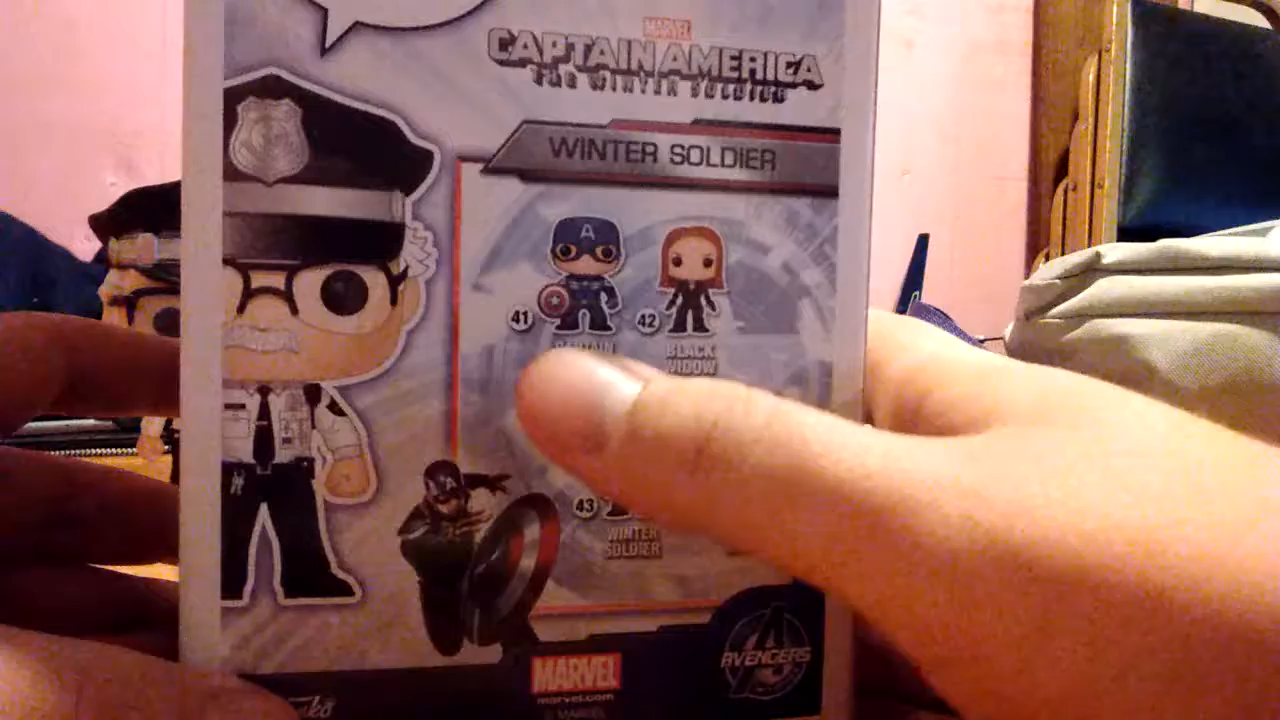 MARVEL
CAPTAIN AMERICA
THE WINTER SOLDIER
WINTER SOLDIER
A
41
42
BLACK
WIDOW
43
WINTER
SOLDIER
AVENGERS
MARVEL
marvel.com
© MARVEL